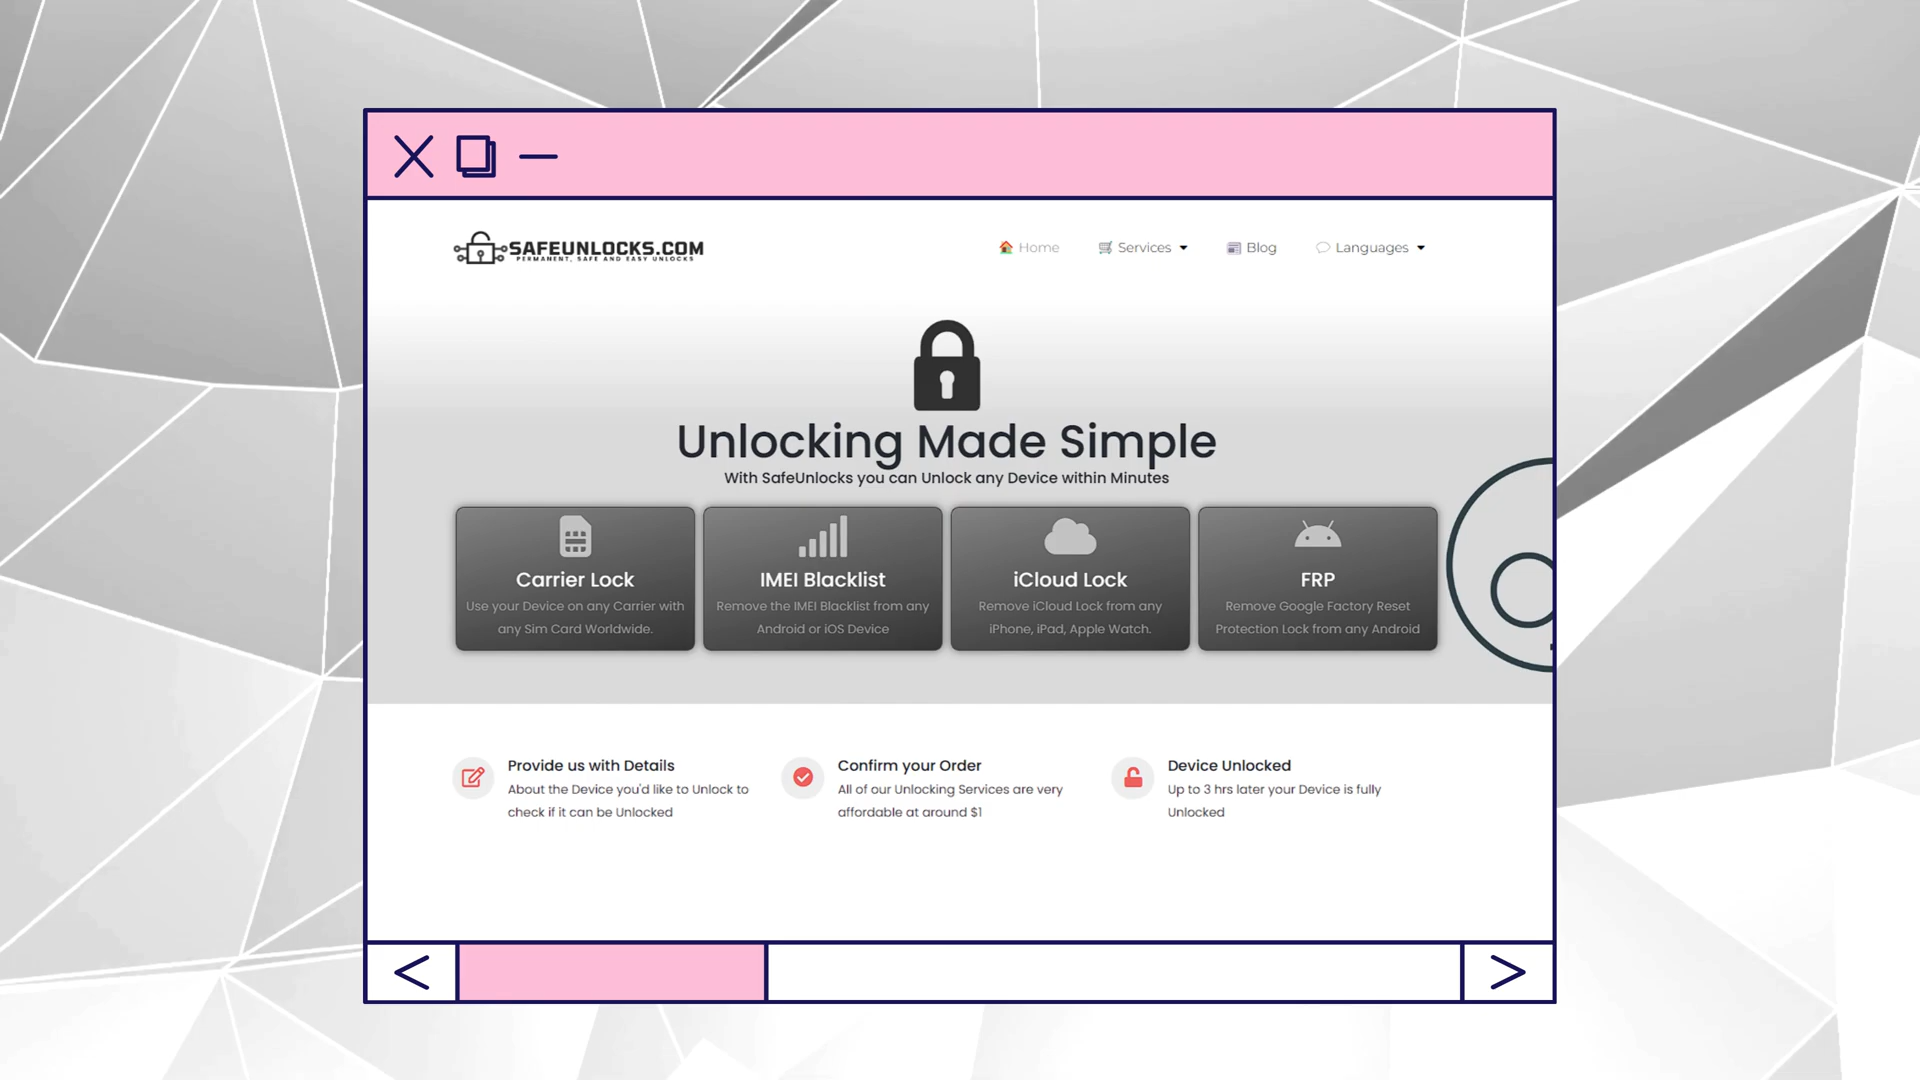 SAFEUNLOCKS.COM
PERMANENT, SAFE AND EASY UNLOCKS
Home
Services
Blog
Languages
Unlocking Made Simple
With SafeUnlocks you can Unlock any Device within Minutes
Carrier Lock
Use your Device on any Carrier with
any Sim Card Worldwide.
IMEI Blacklist
Remove the IMEI Blacklist from any
Android or iOS Device
iCloud Lock
Remove iCloud Lock from any
iPhone, iPad, Apple Watch.
FRP
Remove Google Factory Reset
Protection Lock from any Android
Provide us with Details
About the Device you'd like to Unlock to
check if it can be Unlocked
Confirm your Order
All of our Unlocking Services are very
affordable at around $1
Device Unlocked
Up to 3 hrs later your Device is fully
Unlocked